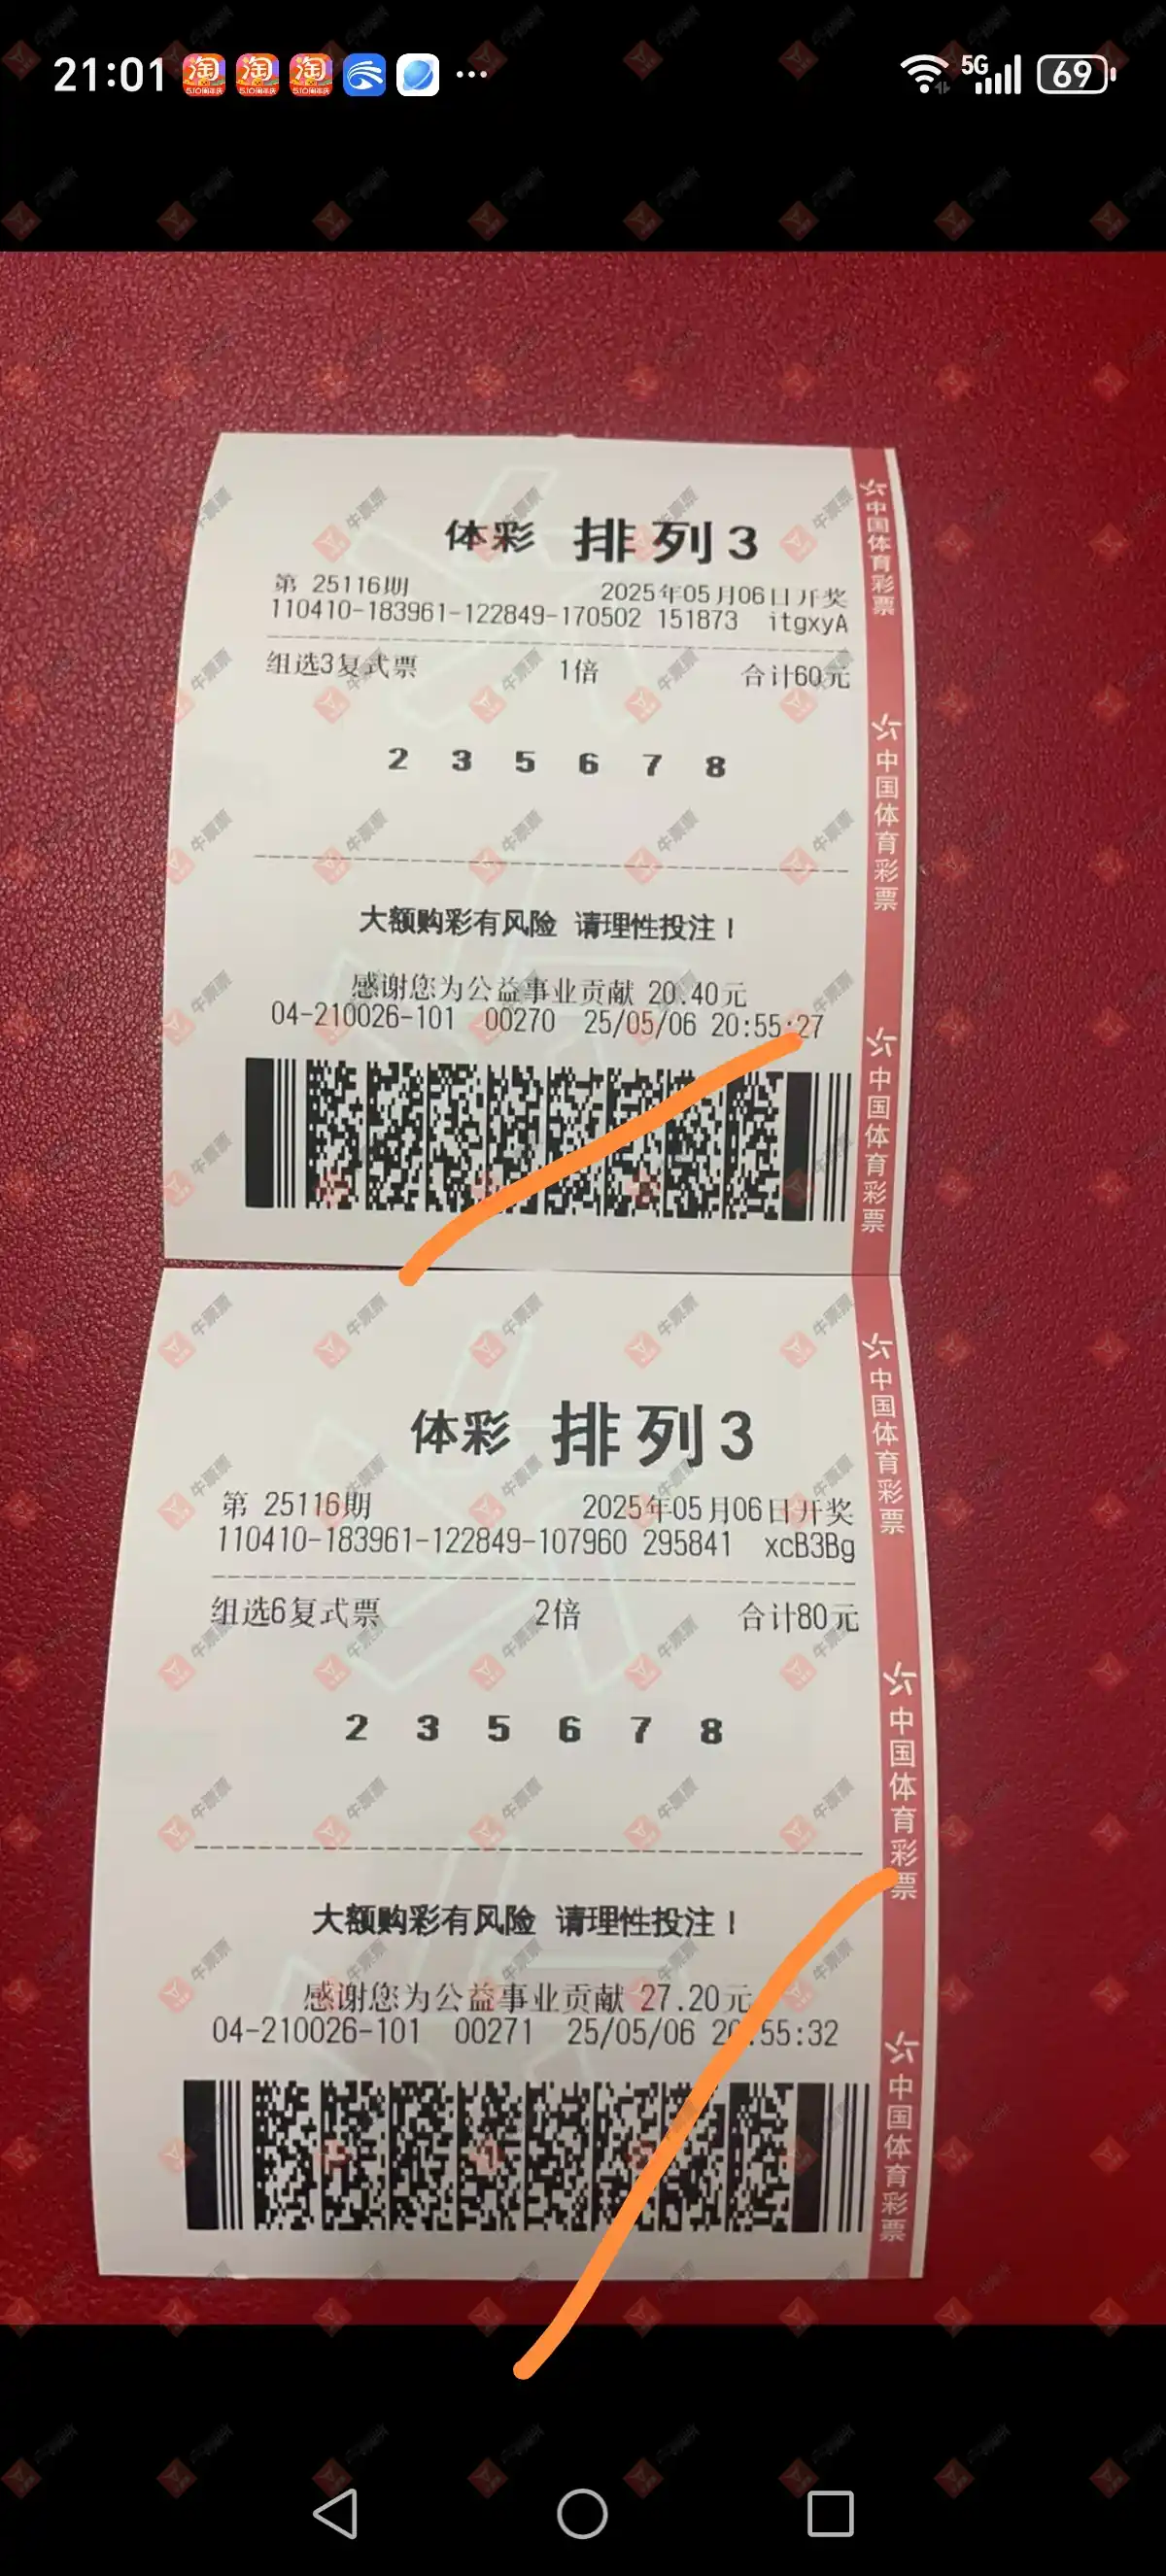 21:01
5G
69
体彩 排列3
第 25116期 2025年05月06日开奖
110410-183961-122849-170502 151873 itgxyA
组选3复式票 1倍 合计60元
2 3 5 6 7 8
大额购彩有风险 请理性投注！
感谢您为公益事业贡献 20.40元
04-210026-101 00270 25/05/06 20:55:27
中国体育彩票
中国体育彩票
中国体育彩票
体彩 排列3
第 25116期 2025年05月06日开奖
110410-183961-122849-107960 295841 xcB3Bg
组选6复式票 2倍 合计80元
2 3 5 6 7 8
大额购彩有风险 请理性投注！
感谢您为公益事业贡献 27.20元
04-210026-101 00271 25/05/06 20:55:32
中国体育彩票
中国体育彩票
中国体育彩票
牛票票